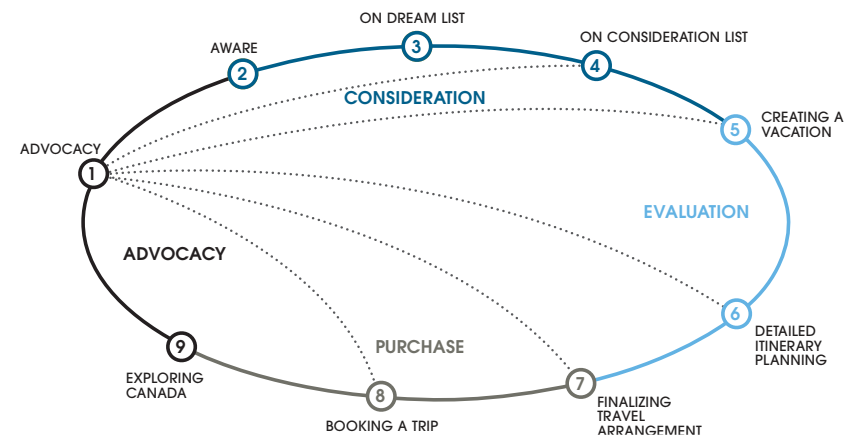 ON DREAM LIST
3
AWARE
2
ON CONSIDERATION LIST
4
CONSIDERATION
CREATING A
VACATION
5
ADVOCACY
1
EVALUATION
ADVOCACY
6
DETAILED
ITINERARY
PLANNING
9
PURCHASE
EXPLORING
CANADA
7
FINALIZING
TRAVEL
ARRANGEMENT
8
BOOKING A TRIP